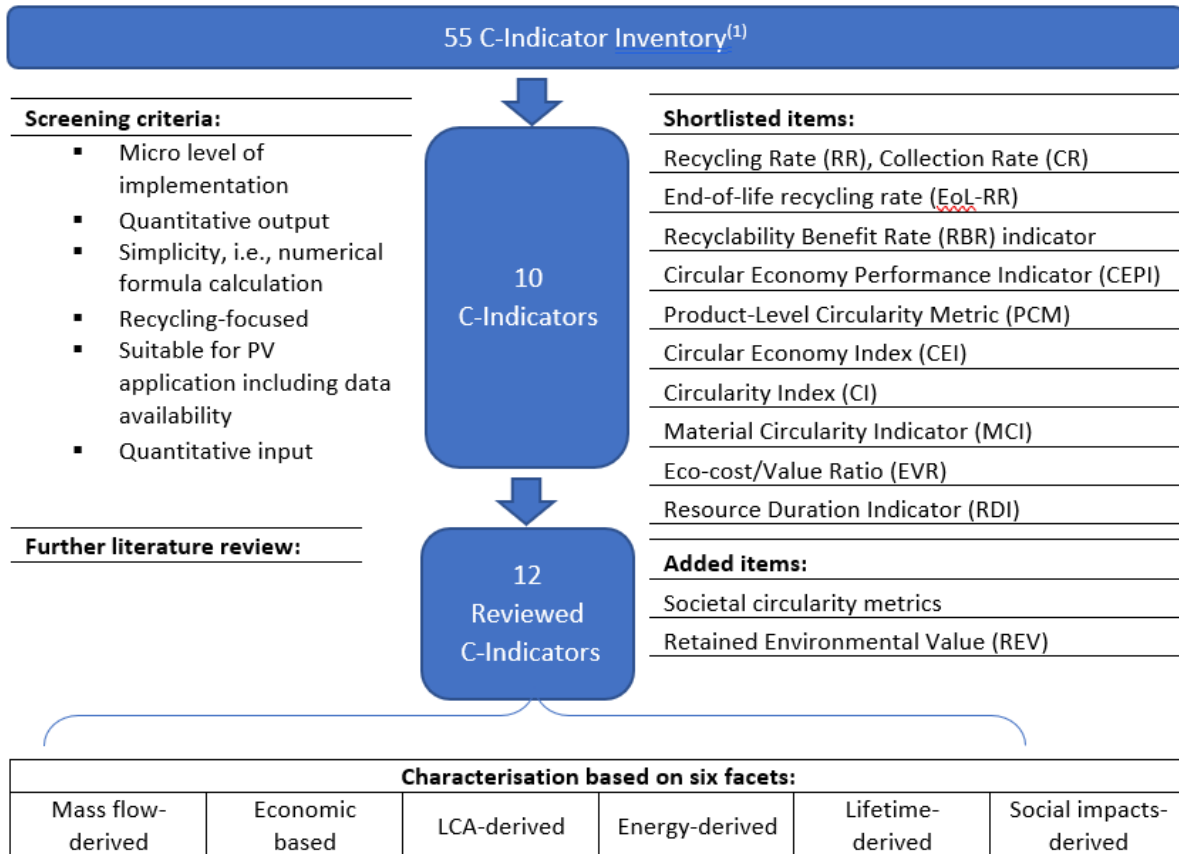 55 C-Indicator Inventory(1)
Screening criteria:
▪ Micro level of
implementation
▪ Quantitative output
▪ Simplicity, i.e., numerical
formula calculation
▪ Recycling-focused
▪ Suitable for PV
application including data
availability
▪ Quantitative input
10
C-Indicators
Shortlisted items:
Recycling Rate (RR), Collection Rate (CR)
End-of-life recycling rate (EoL-RR)
Recyclability Benefit Rate (RBR) indicator
Circular Economy Performance Indicator (CEPI)
Product-Level Circularity Metric (PCM)
Circular Economy Index (CEI)
Circularity Index (CI)
Material Circularity Indicator (MCI)
Eco-cost/Value Ratio (EVR)
Resource Duration Indicator (RDI)
Further literature review:
12
Reviewed
C-Indicators
Added items:
Societal circularity metrics
Retained Environmental Value (REV)
Characterisation based on six facets:
Mass flow-
derived
Economic
based
LCA-derived
Energy-derived
Lifetime-
derived
Social impacts-
derived